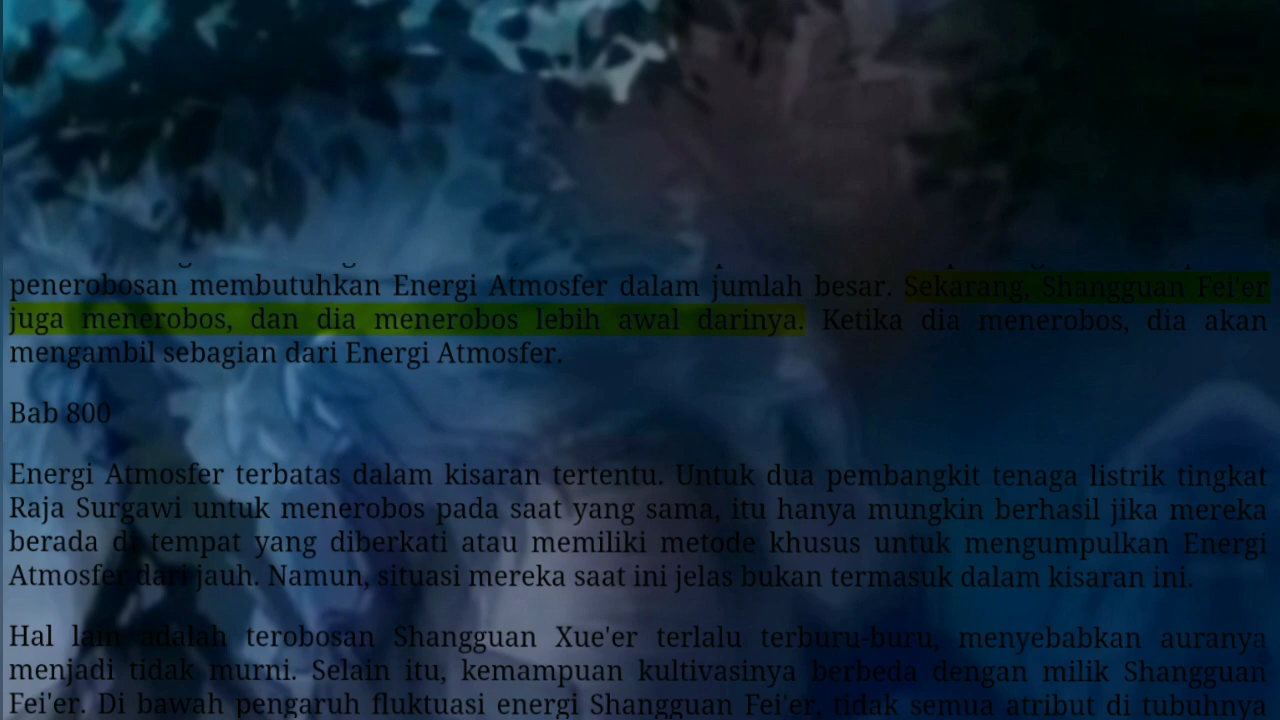 penerobosan membutuhkan Energi Atmosfer dalam jumlah besar. Sekarang, Shangguan Fei'er
juga menerobos, dan dia menerobos lebih awal darinya. Ketika dia menerobos, dia akan
mengambil sebagian dari Energi Atmosfer.
Bab 800
Energi Atmosfer terbatas dalam kisaran tertentu. Untuk dua pembangkit tenaga listrik tingkat
Raja Surgawi untuk menerobos pada saat yang sama, itu hanya mungkin berhasil jika mereka
berada di tempat yang diberkati atau memiliki metode khusus untuk mengumpulkan Energi
Atmosfer dari jauh. Namun, situasi mereka saat ini jelas bukan termasuk dalam kisaran ini.
Hal lain adalah terobosan Shangguan Xue'er terlalu terburu-buru, menyebabkan auranya
menjadi tidak murni. Selain itu, kemampuan kultivasinya berbeda dengan milik Shangguan
Fei'er. Di bawah pengaruh fluktuasi energi Shangguan Fei'er, tidak semua atribut di tubuhnya